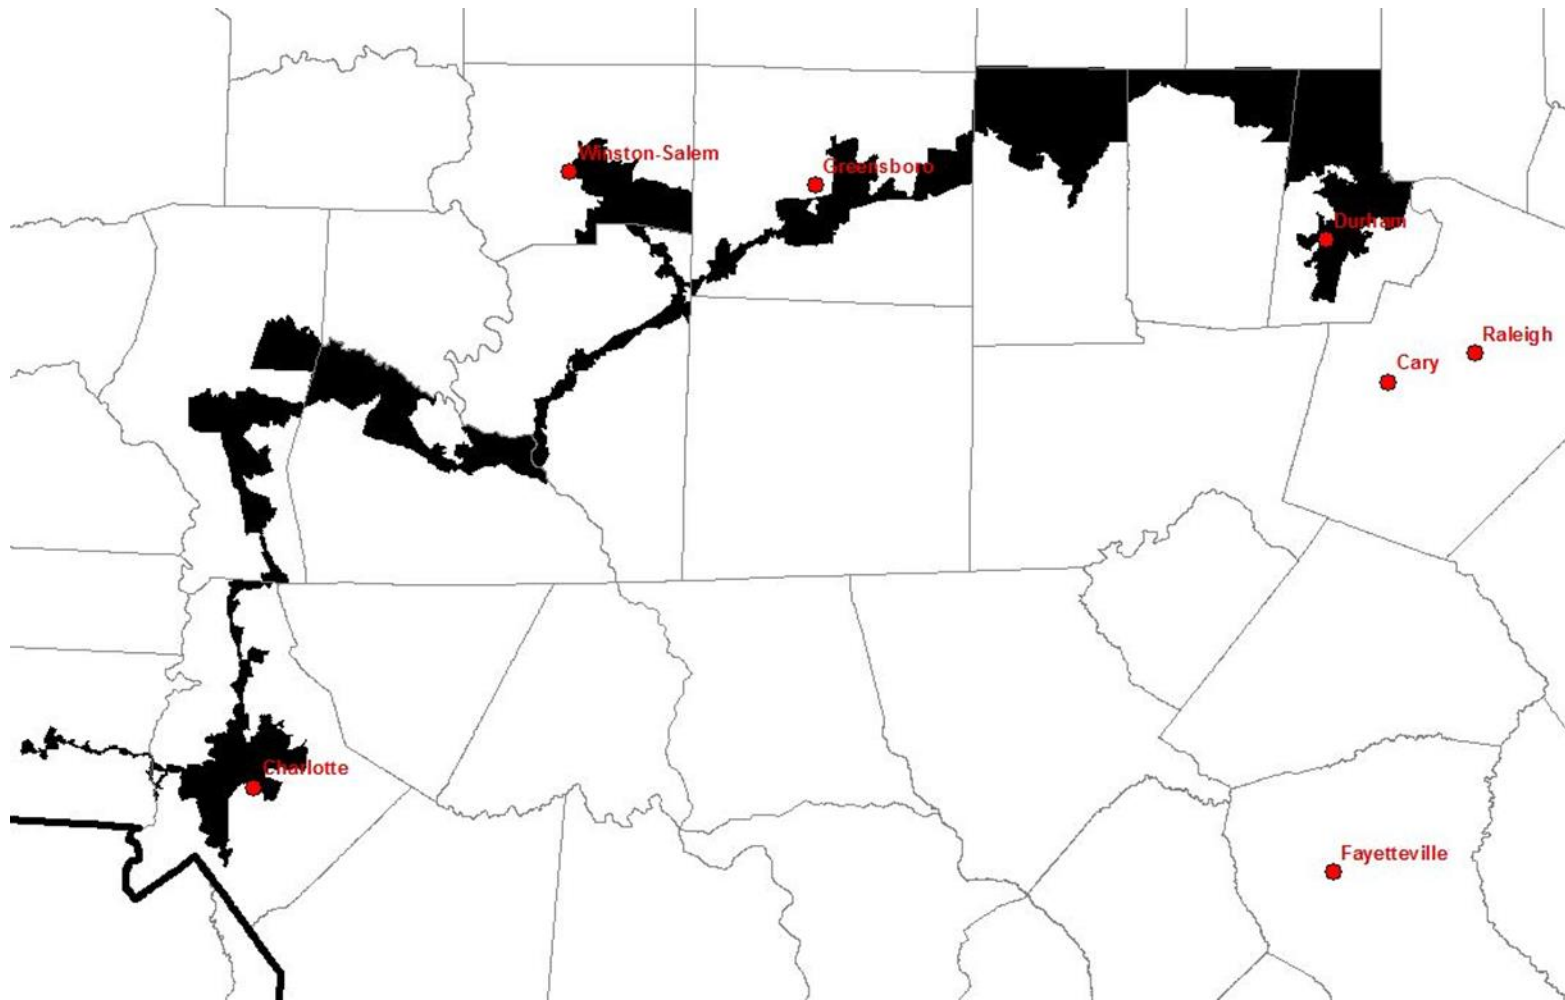 Winston-Salem
Greensboro
Durham
Raleigh
Cary
Charlotte
Fayetteville